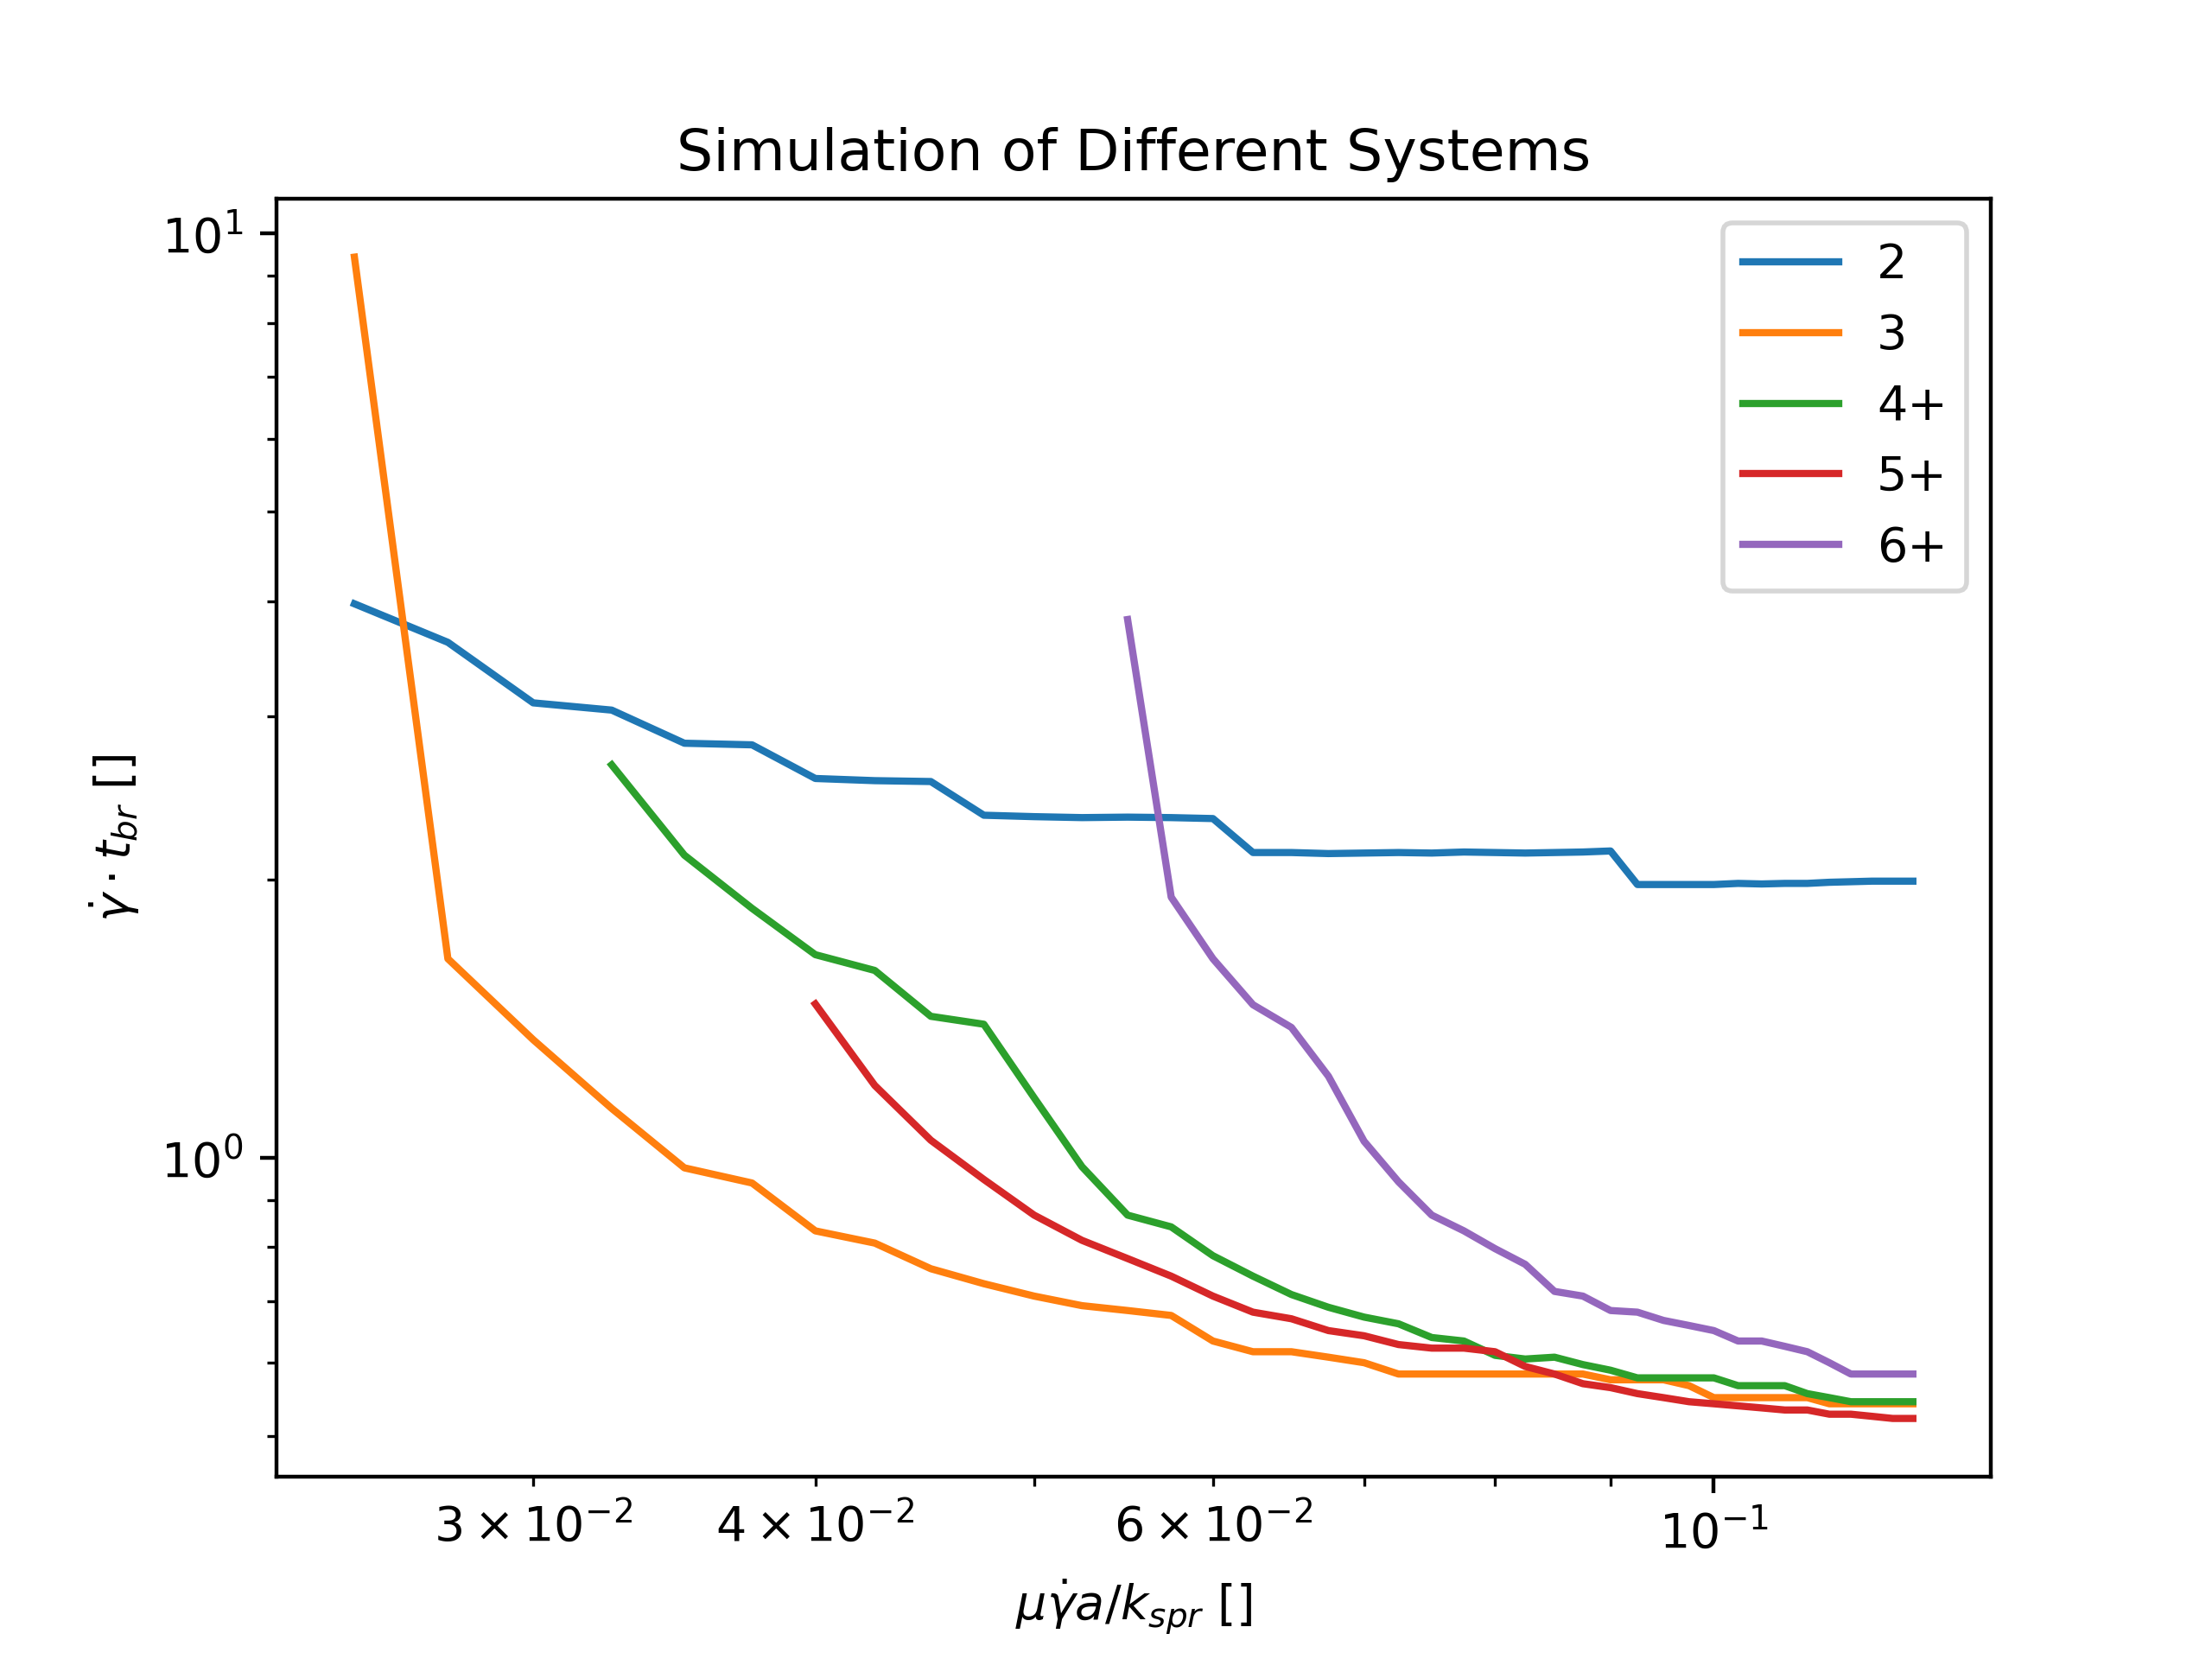 Simulation of Different Systems
10¹
10⁰
γ̇ · t_br []
2
3
4+
5+
6+
3 × 10⁻²
4 × 10⁻²
6 × 10⁻²
10⁻¹
μγ̇a/k_spr []